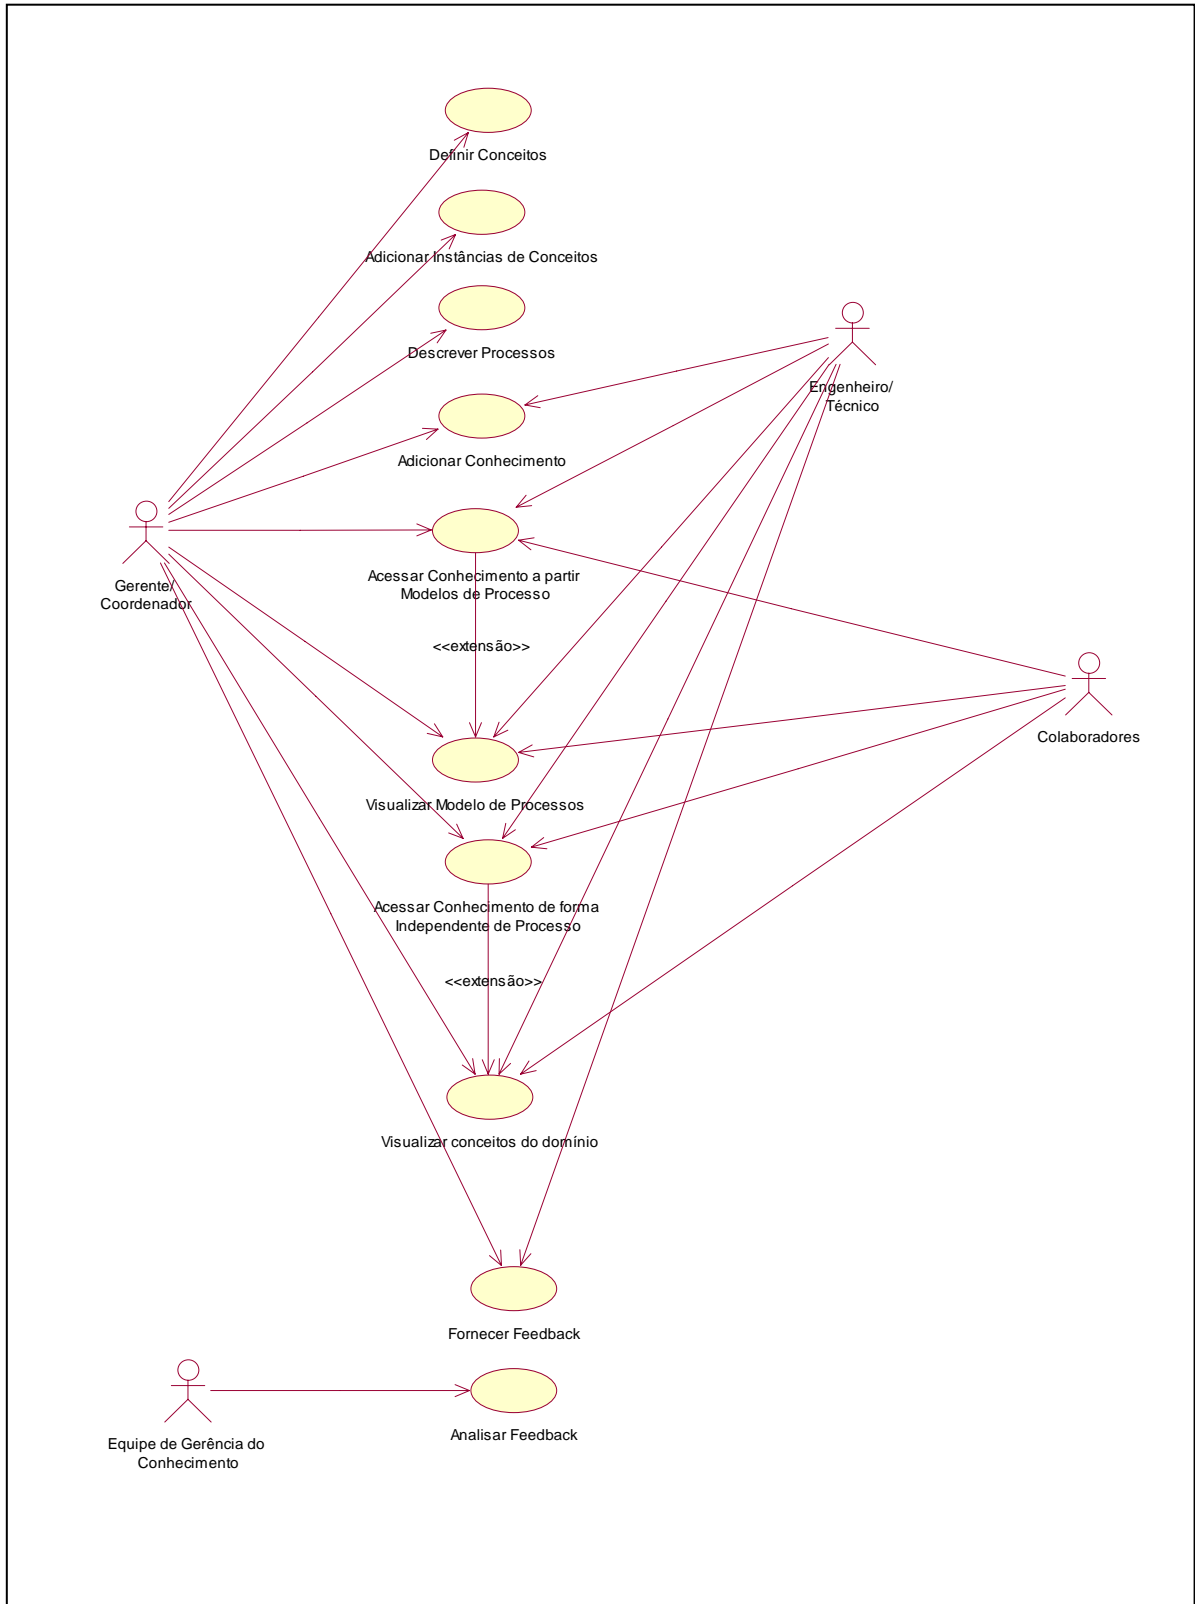 Definir Conceitos
Adicionar Instâncias de Conceitos
Descrever Processos
Engenheiro/
Técnico
Adicionar Conhecimento
Acessar Conhecimento a partir
Modelos de Processo
Gerente/
Coordenador
<<extensão>>
Colaboradores
Visualizar Modelo de Processos
Acessar Conhecimento de forma
Independente de Processo
<<extensão>>
Visualizar conceitos do domínio
Fornecer Feedback
Analisar Feedback
Equipe de Gerência do
Conhecimento